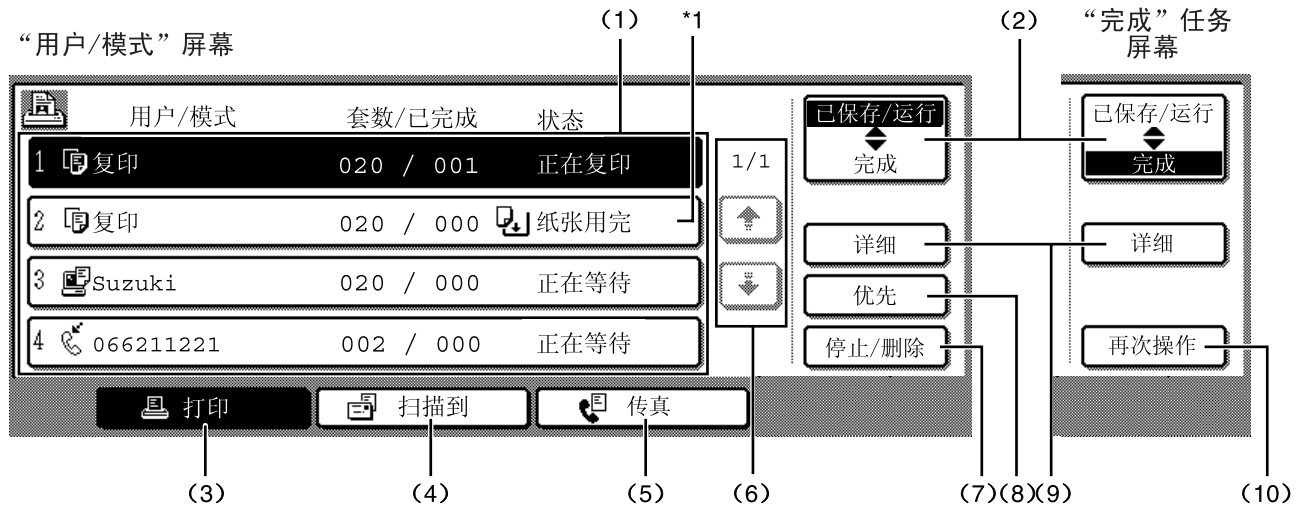 (1) *1 (2) “完成”任务
“用户/模式”屏幕 屏幕
用户/模式 套数/已完成 状态 已保存/运行 已保存/运行
1 复印 020 / 001 正在复印 1/1 完成 完成
2 复印 020 / 000 纸张用完
详细 详细
3 Suzuki 020 / 000 正在等待
优先
4 066211221 002 / 000 正在等待 停止/删除 再次操作
打印 扫描到 传真
(3) (4) (5) (6) (7)(8)(9) (10)